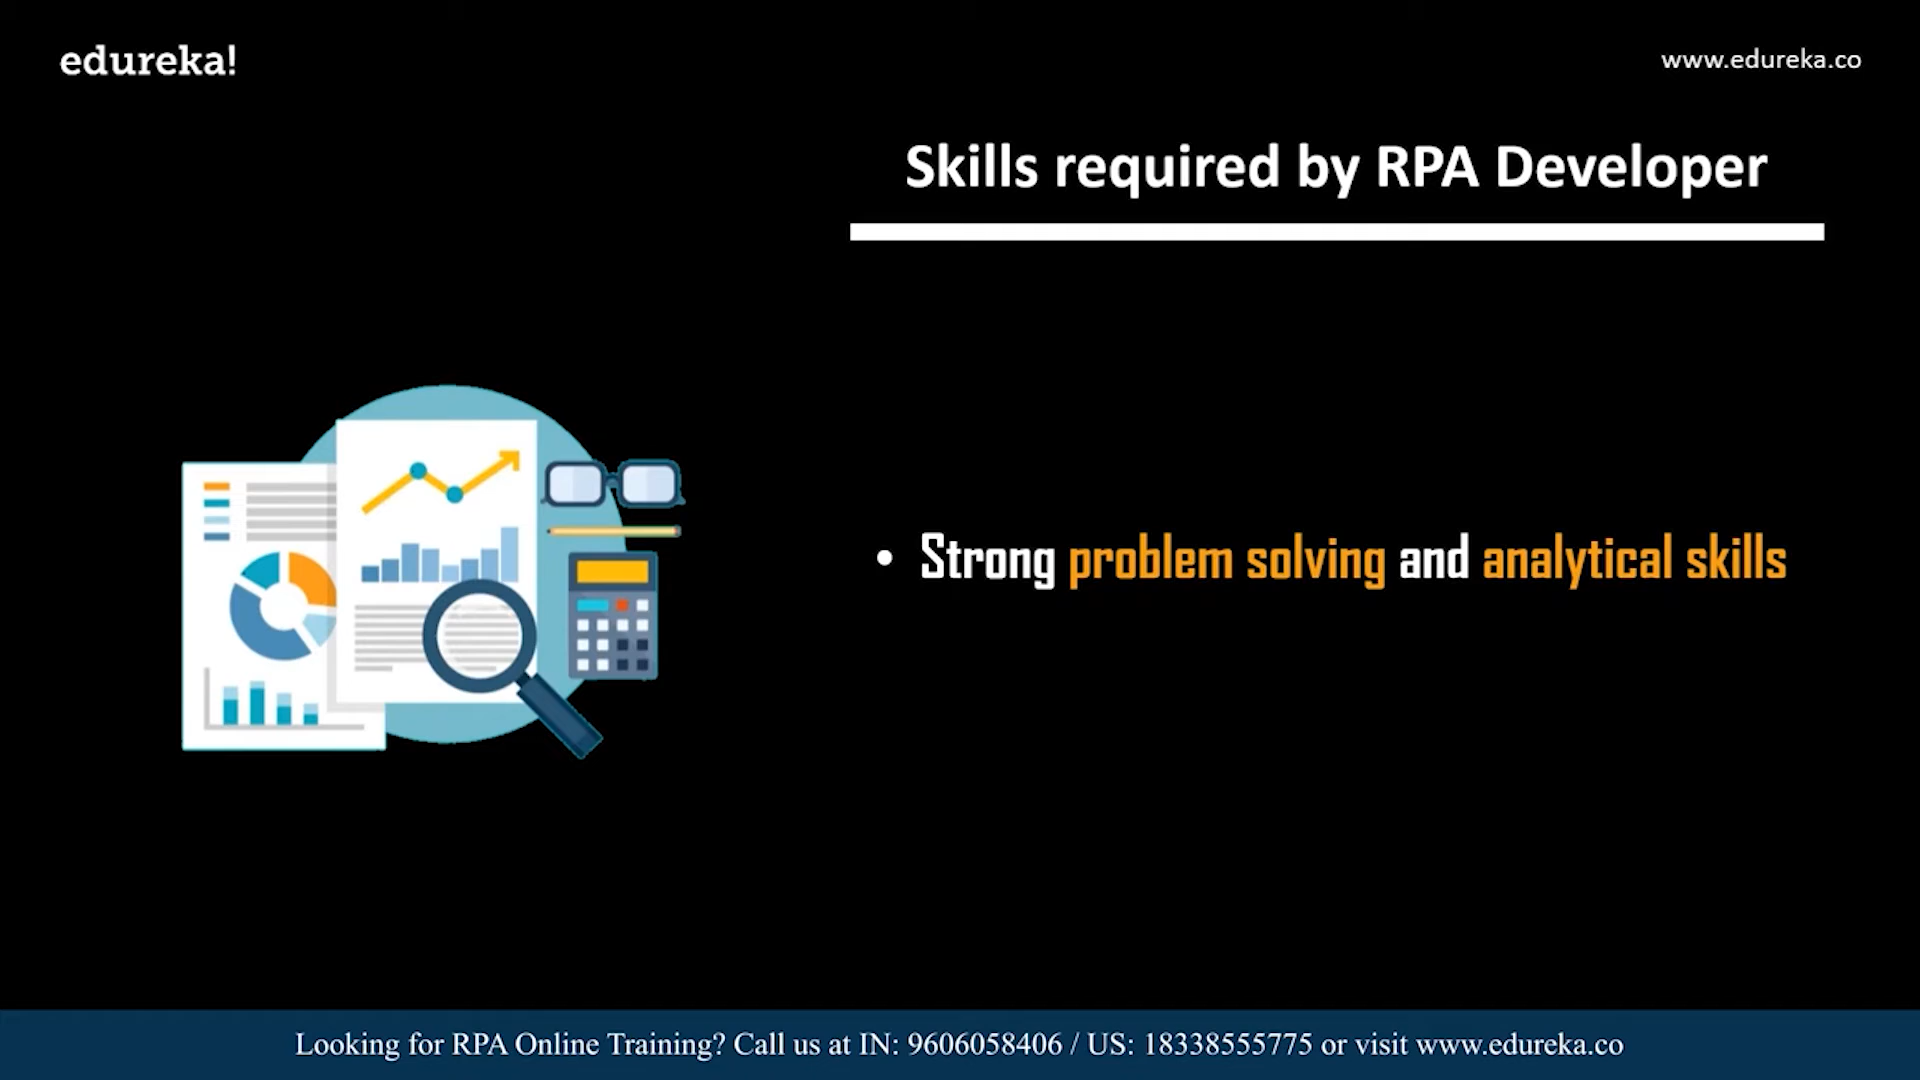 edureka!
www.edureka.co
Skills required by RPA Developer
• Strong problem solving and analytical skills
Looking for RPA Online Training? Call us at IN: 9606058406 / US: 18338555775 or visit www.edureka.co